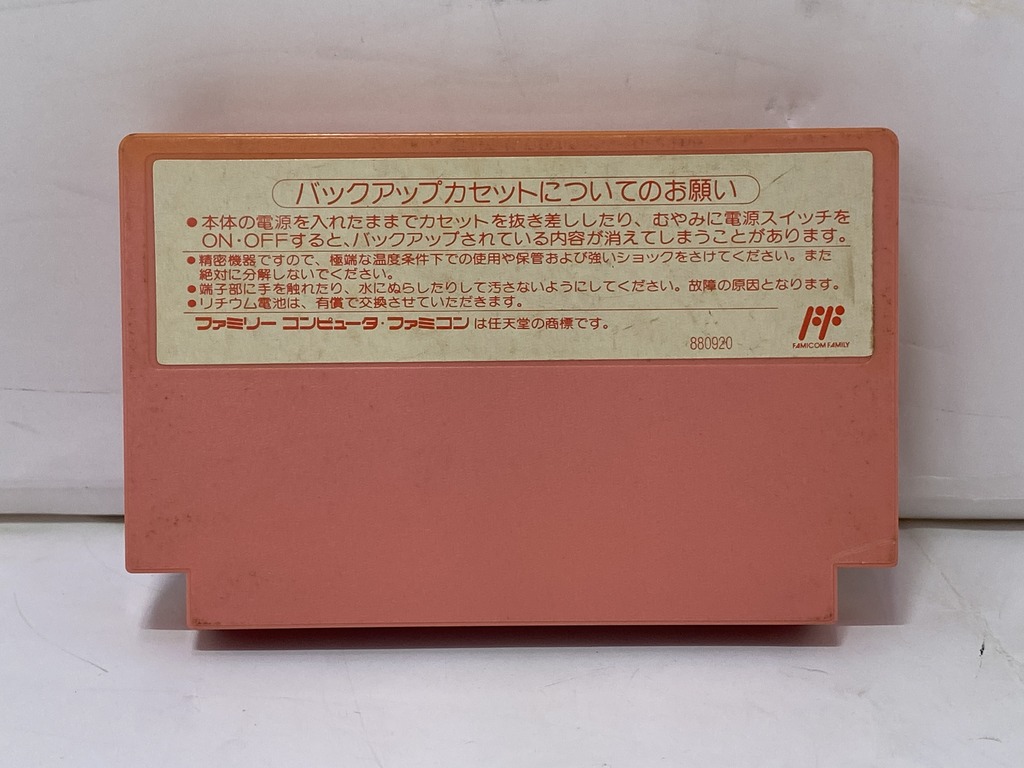 バックアップカセットについてのお願い
●本体の電源を入れたままでカセットを抜き差ししたり、むやみに電源スイッチを
ON・OFFすると、バックアップされている内容が消えてしまうことがあります。
●精密機器ですので、極端な温度条件下での使用や保管および強いショックをさけてください。また
絶対に分解しないでください。
●端子部に手を触れたり、水にぬらしたりして汚さないようにしてください。故障の原因となります。
●リチウム電池は、有償で交換させていただきます。
ファミリー コンピュータ・ファミコン は任天堂の商標です。
880920
FAMICOM FAMILY